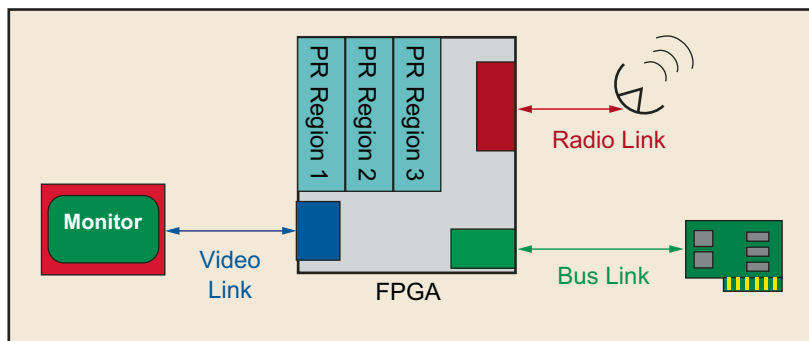 PR Region 1
PR Region 2
PR Region 3
Radio Link
Monitor
Video
Link
Bus Link
FPGA